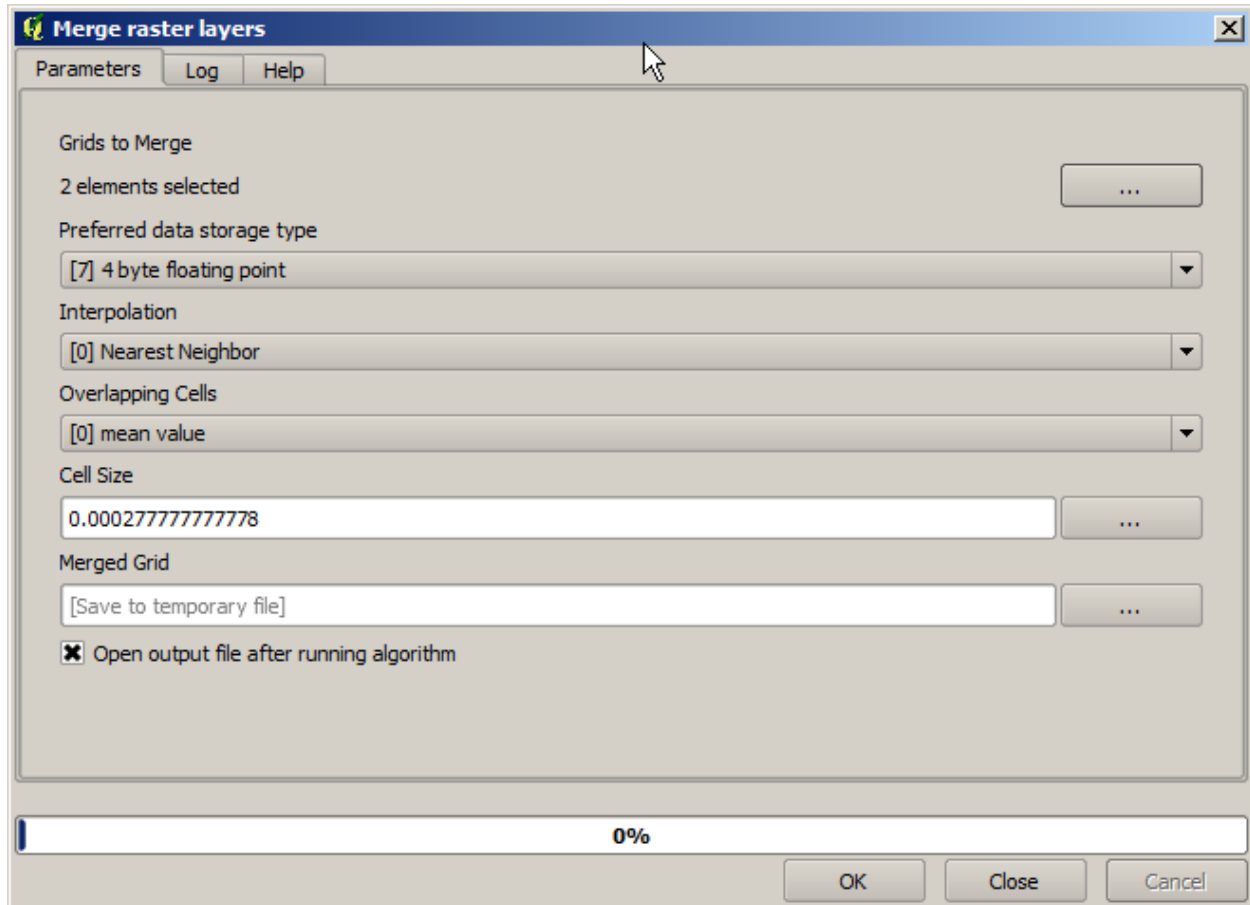 Merge raster layers
Parameters Log Help
Grids to Merge
2 elements selected
...
Preferred data storage type
[7] 4 byte floating point
Interpolation
[0] Nearest Neighbor
Overlapping Cells
[0] mean value
Cell Size
0.000277777777778
...
Merged Grid
[Save to temporary file]
...
Open output file after running algorithm
0%
OK Close Cancel